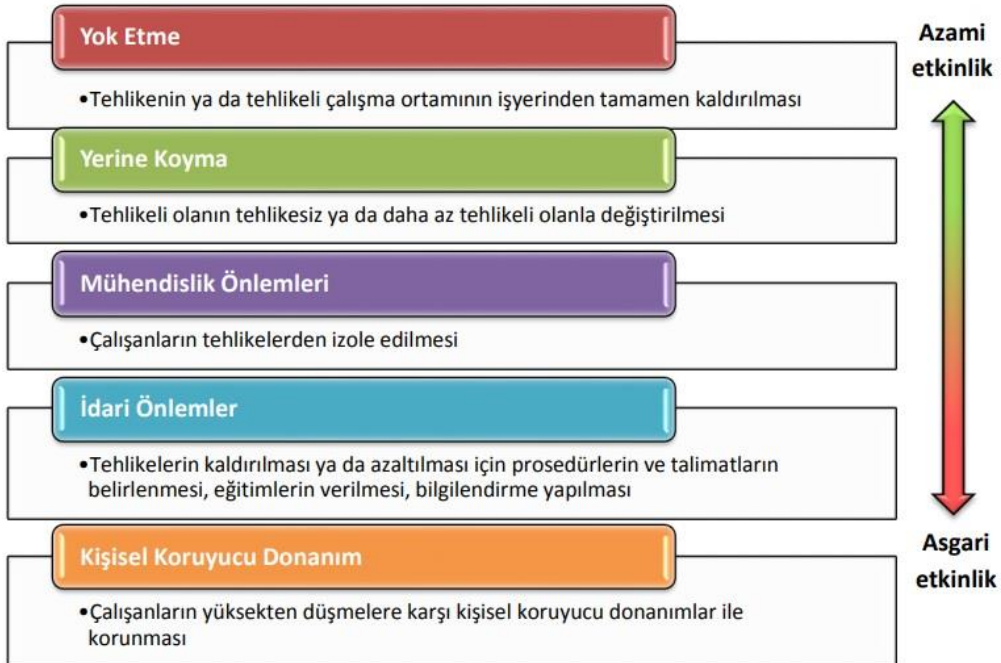 Yok Etme
•Tehlikenin ya da tehlikeli çalışma ortamının işyerinden tamamen kaldırılması
Yerine Koyma
•Tehlikeli olanın tehlikesiz ya da daha az tehlikeli olanla değiştirilmesi
Mühendislik Önlemleri
•Çalışanların tehlikelerden izole edilmesi
İdari Önlemler
•Tehlikelerin kaldırılması ya da azaltılması için prosedürlerin ve talimatların
belirlenmesi, eğitimlerin verilmesi, bilgilendirme yapılması
Kişisel Koruyucu Donanım
•Çalışanların yüksekten düşmelere karşı kişisel koruyucu donanımlar ile
korunması
Azami
etkinlik
Asgari
etkinlik